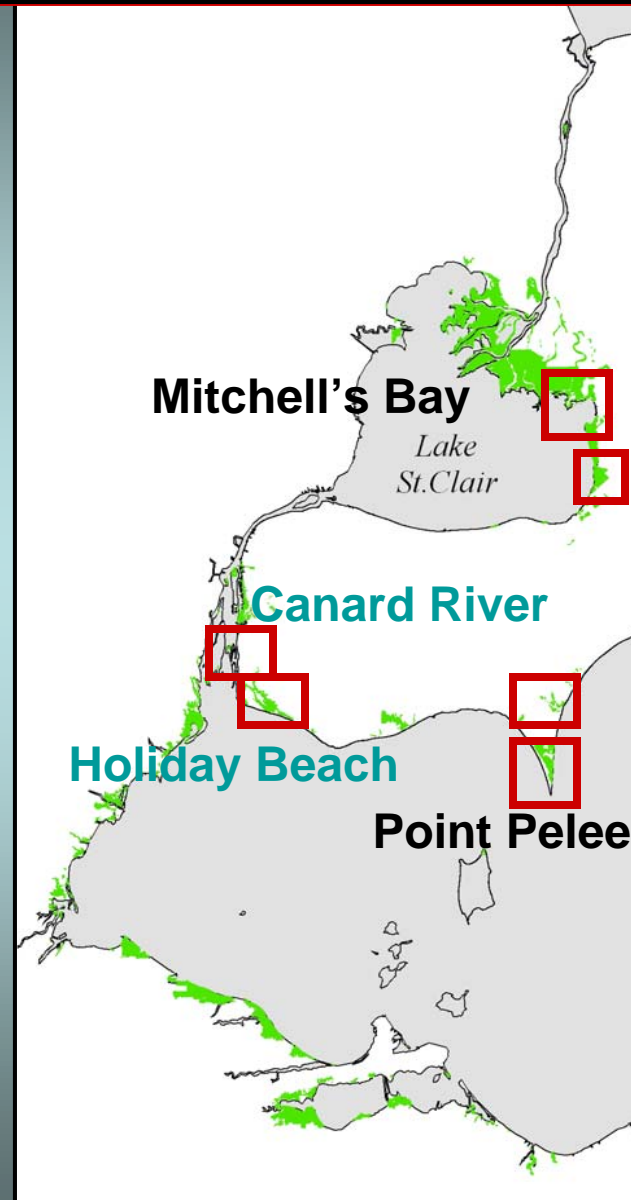 Mitchell's Bay
Lake
St.Clair
Canard River
Holiday Beach
Point Pelee